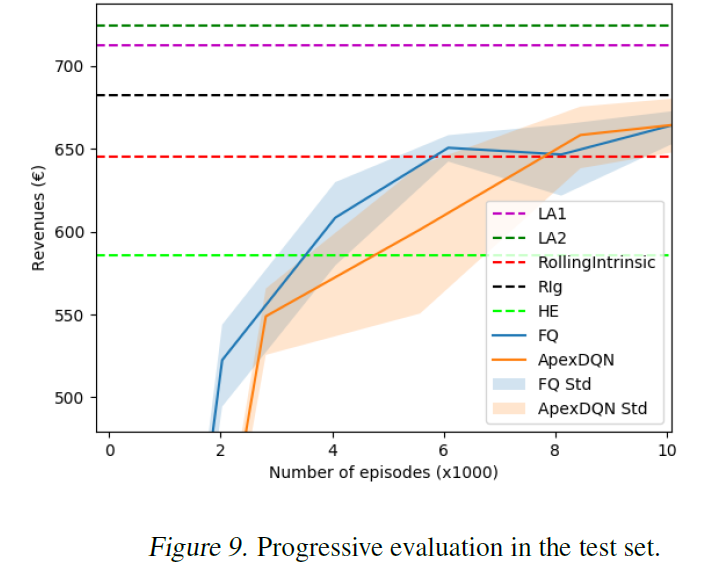 700
650
600
550
500
Revenues (€)
LA1
LA2
RollingIntrinsic
RIg
HE
FQ
ApexDQN
FQ Std
ApexDQN Std
0 2 4 6 8 10
Number of episodes (x1000)
Figure 9. Progressive evaluation in the test set.